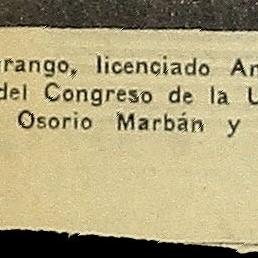 rango, licenciado An
del Congreso de la U
Osorio Marbán y